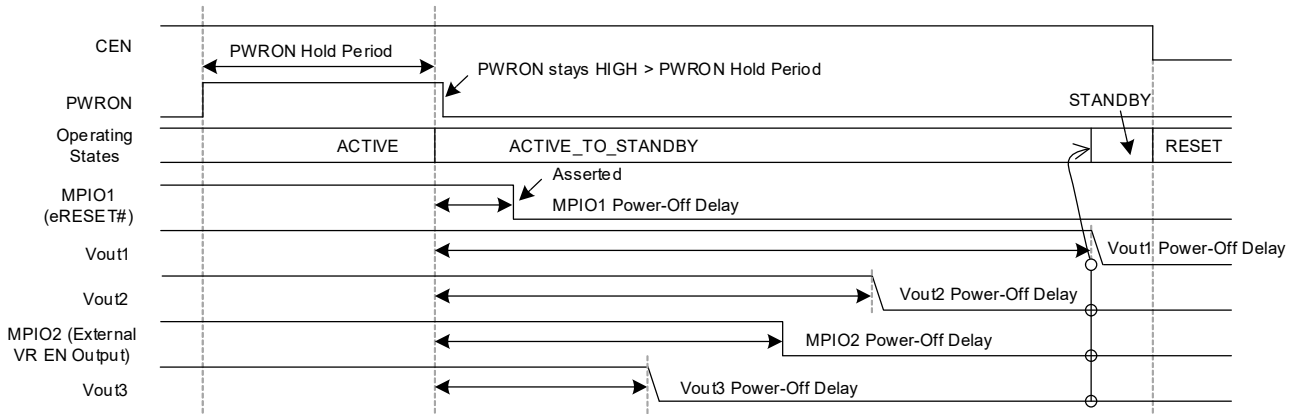 CEN
PWRON Hold Period
PWRON stays HIGH > PWRON Hold Period
PWRON
STANDBY
Operating
States
ACTIVE
ACTIVE_TO_STANDBY
RESET
Asserted
MPIO1
(eRESET#)
MPIO1 Power-Off Delay
Vout1
Vout1 Power-Off Delay
Vout2
Vout2 Power-Off Delay
MPIO2 (External
VR EN Output)
MPIO2 Power-Off Delay
Vout3
Vout3 Power-Off Delay